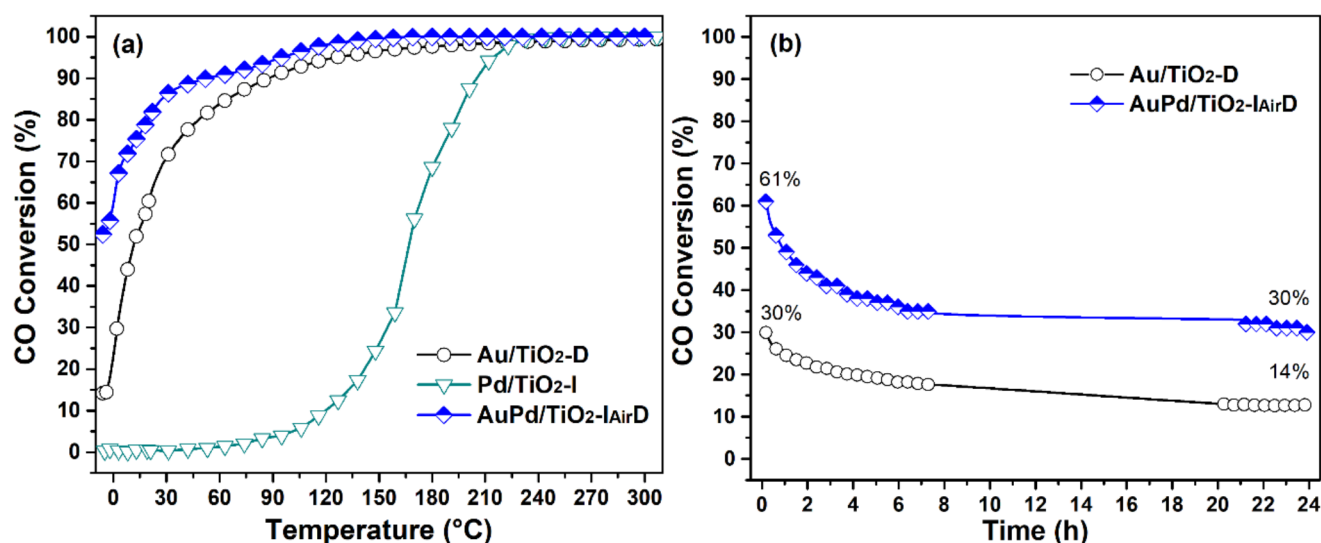 (a)
CO Conversion (%)
100
90
80
70
60
50
40
30
20
10
0
Au/TiO2-D
Pd/TiO2-I
AuPd/TiO2-IAirD
0 30 60 90 120 150 180 210 240 270 300
Temperature (°C)
(b)
CO Conversion (%)
100
90
80
70
60
50
40
30
20
10
0
Au/TiO2-D
AuPd/TiO2-IAirD
61%
30%
30%
14%
0 2 4 6 8 10 12 14 16 18 20 22 24
Time (h)